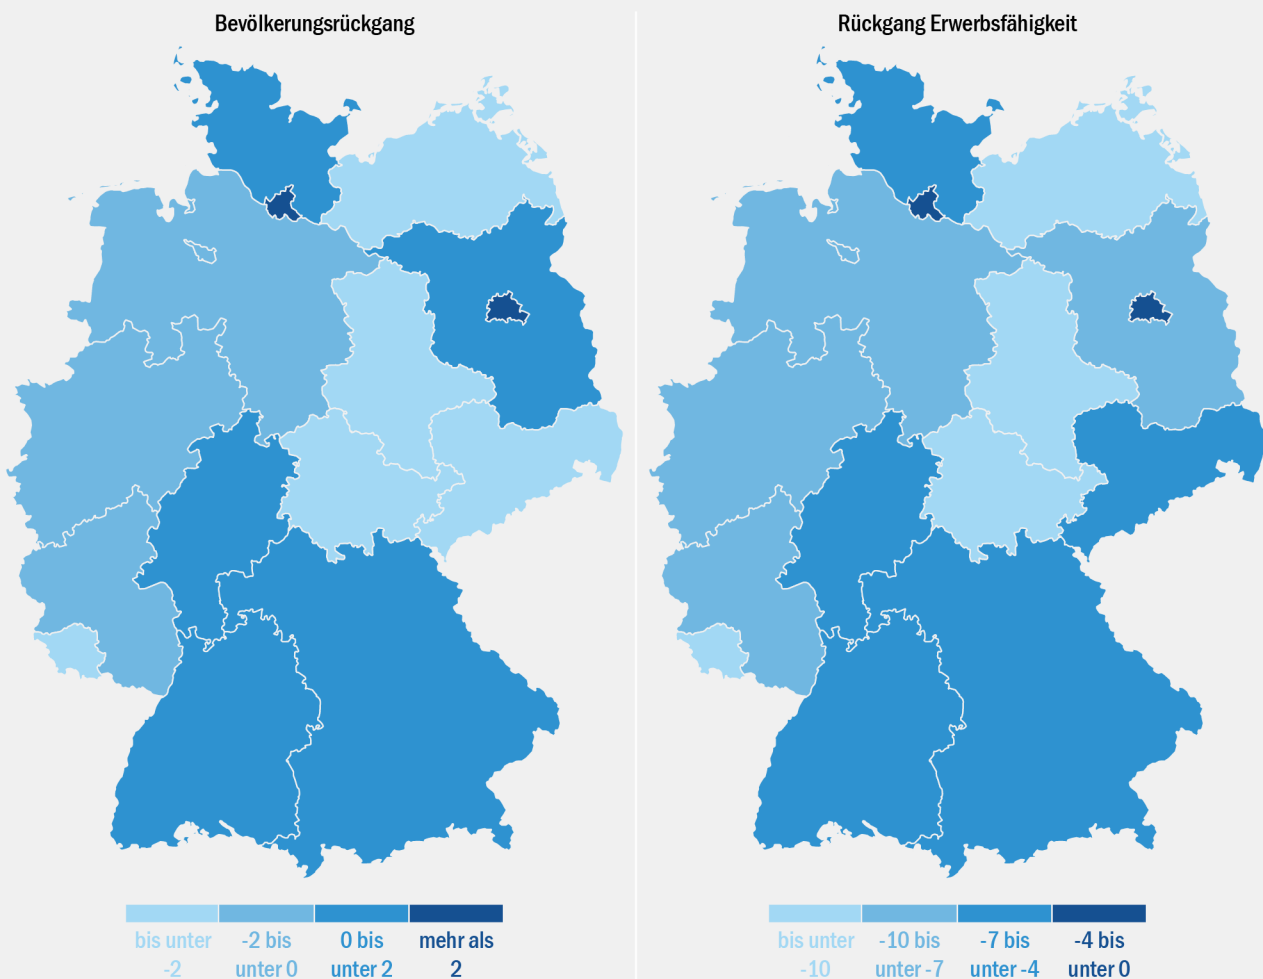 Bevölkerungsrückgang
bis unter
-2
-2 bis
unter 0
0 bis
unter 2
mehr als
2
Rückgang Erwerbsfähigkeit
bis unter
-10
-10 bis
unter -7
-7 bis
unter -4
-4 bis
unter 0